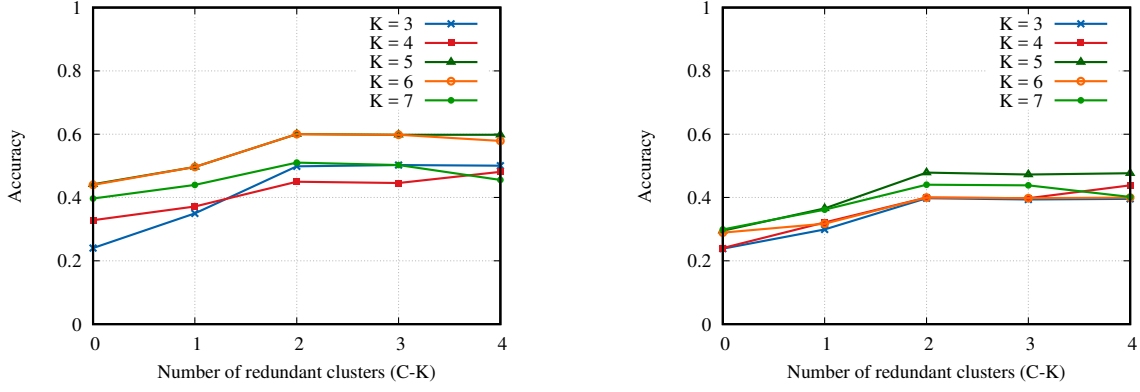 K = 3
K = 4
K = 5
K = 6
K = 7
1
0.8
0.6
0.4
0.2
0
Accuracy
0 1 2 3 4
Number of redundant clusters (C-K)
K = 3
K = 4
K = 5
K = 6
K = 7
1
0.8
0.6
0.4
0.2
0
Accuracy
0 1 2 3 4
Number of redundant clusters (C-K)